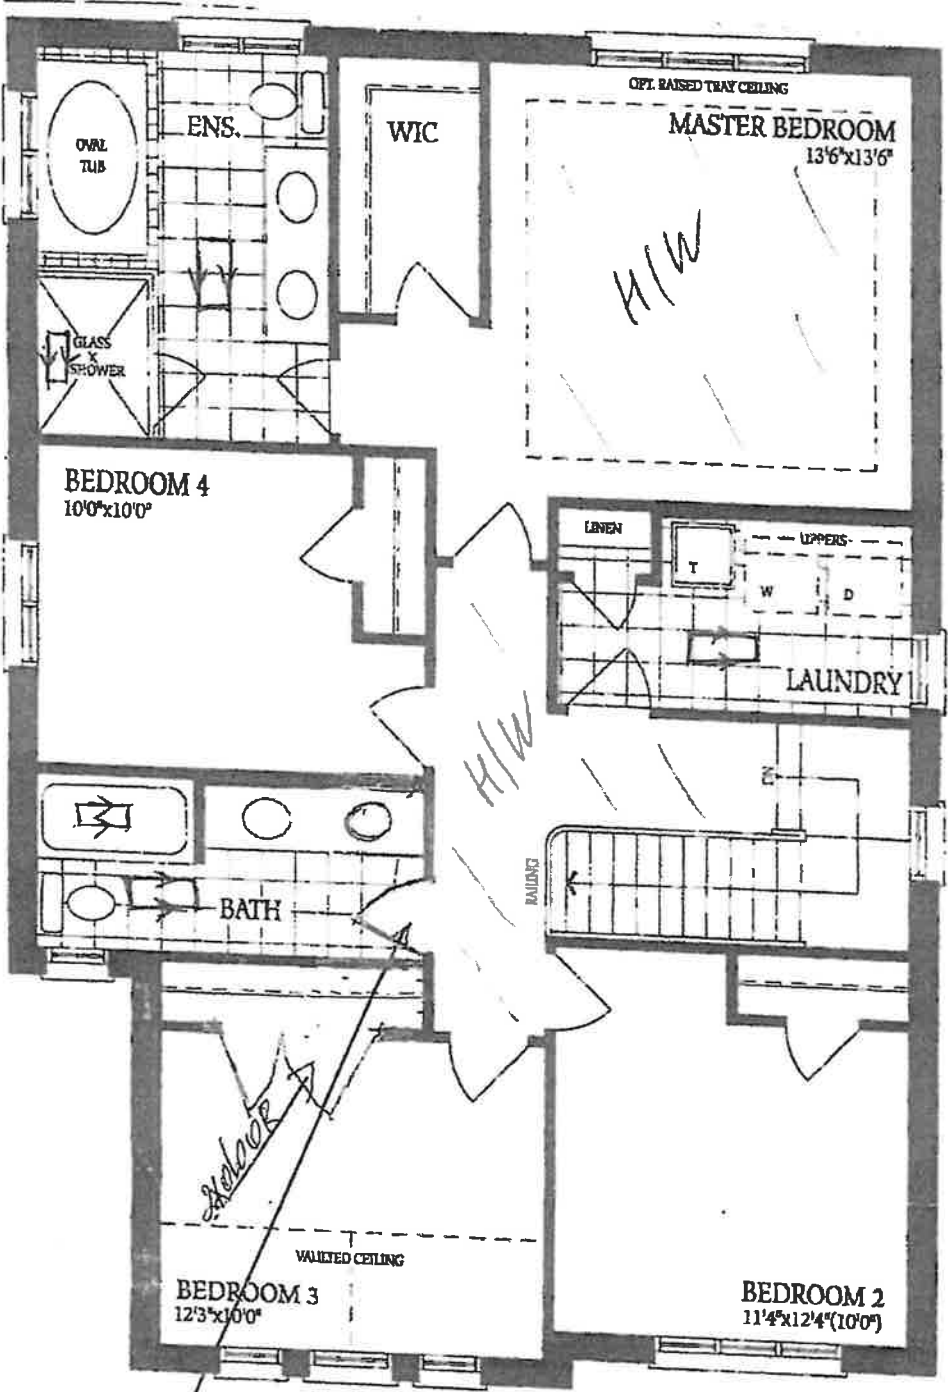 OPT. RAISED TRAY CEILING
MASTER BEDROOM
13'6"x13'6"
ENS.
WIC
OVAL
TUB
H/W
GLASS
SHOWER
BEDROOM 4
10'0"x10'0"
LINEN
UPPERS
T
W
D
LAUNDRY
H/W
DN
RAILING
BATH
VAULTED CEILING
BEDROOM 3
12'3"x10'0"
BEDROOM 2
11'4"x12'4"(10'0")